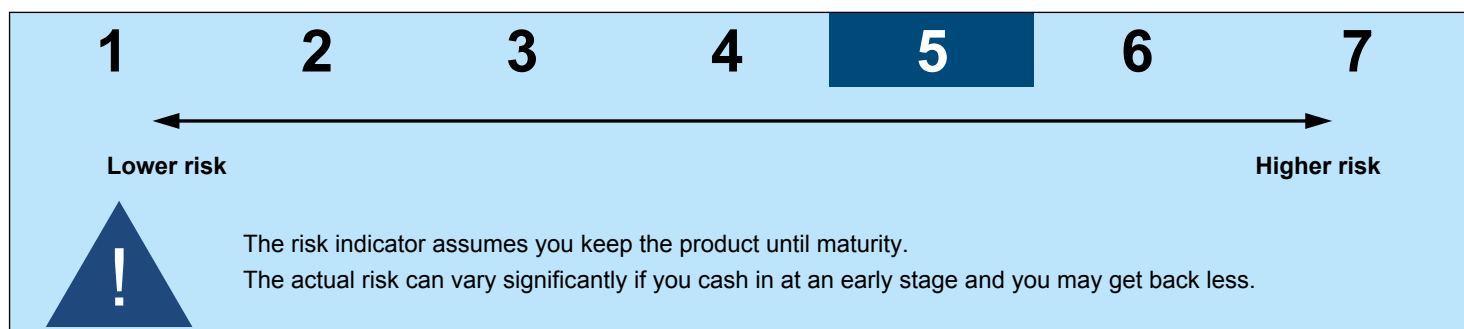 1 2 3 4 5 6 7
Lower risk Higher risk
!
The risk indicator assumes you keep the product until maturity.
The actual risk can vary significantly if you cash in at an early stage and you may get back less.